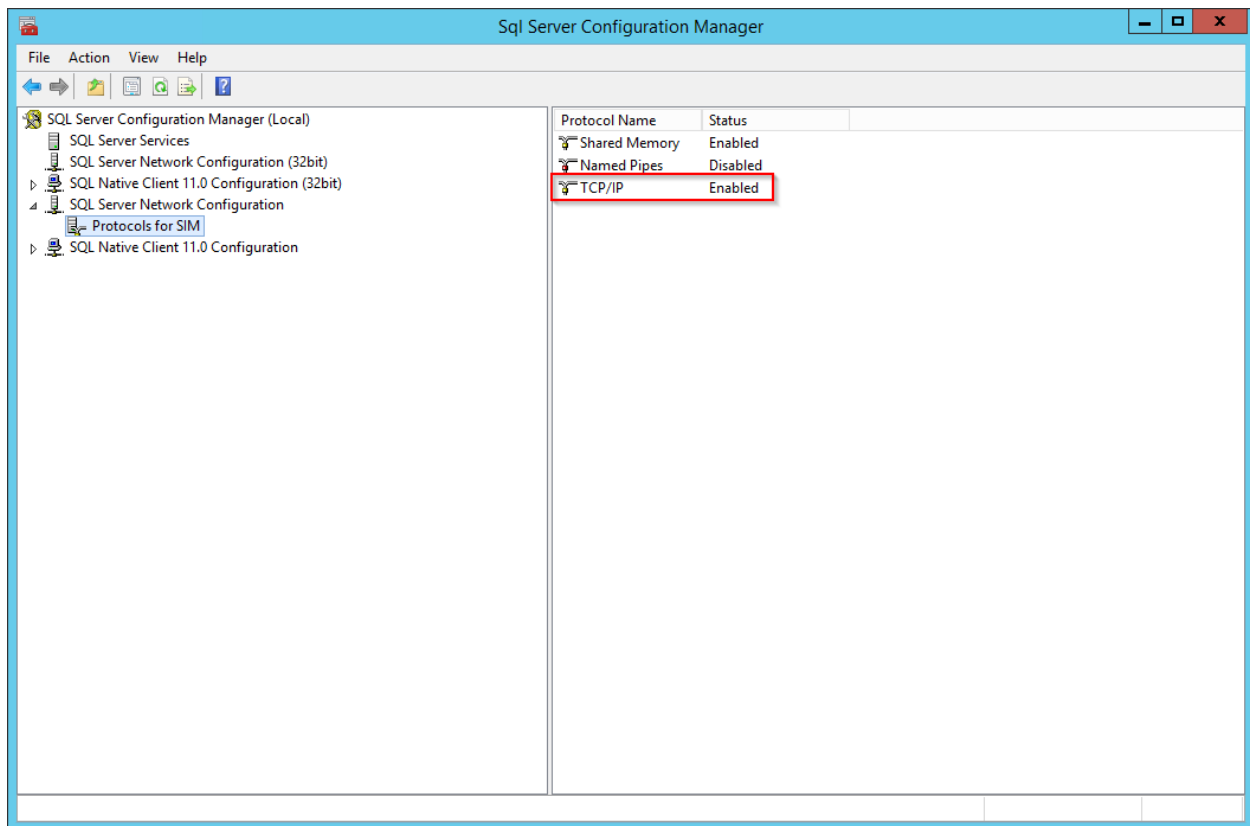 Sql Server Configuration Manager
File Action View Help
SQL Server Configuration Manager (Local)
SQL Server Services
SQL Server Network Configuration (32bit)
SQL Native Client 11.0 Configuration (32bit)
SQL Server Network Configuration
Protocols for SIM
SQL Native Client 11.0 Configuration
Protocol Name Status
Shared Memory Enabled
Named Pipes Disabled
TCP/IP Enabled